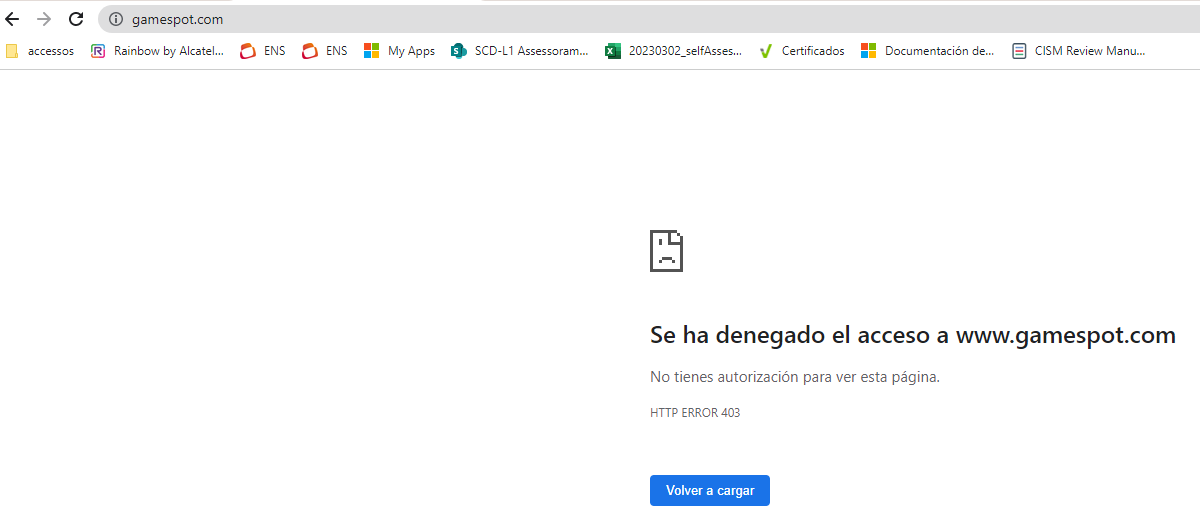 gamespot.com
accessos Rainbow by Alcatel... ENS ENS My Apps SCD-L1 Assessoram... 20230302_selfAsses... Certificados Documentación de... CISM Review Manu...
Se ha denegado el acceso a www.gamespot.com
No tienes autorización para ver esta página.
HTTP ERROR 403
Volver a cargar